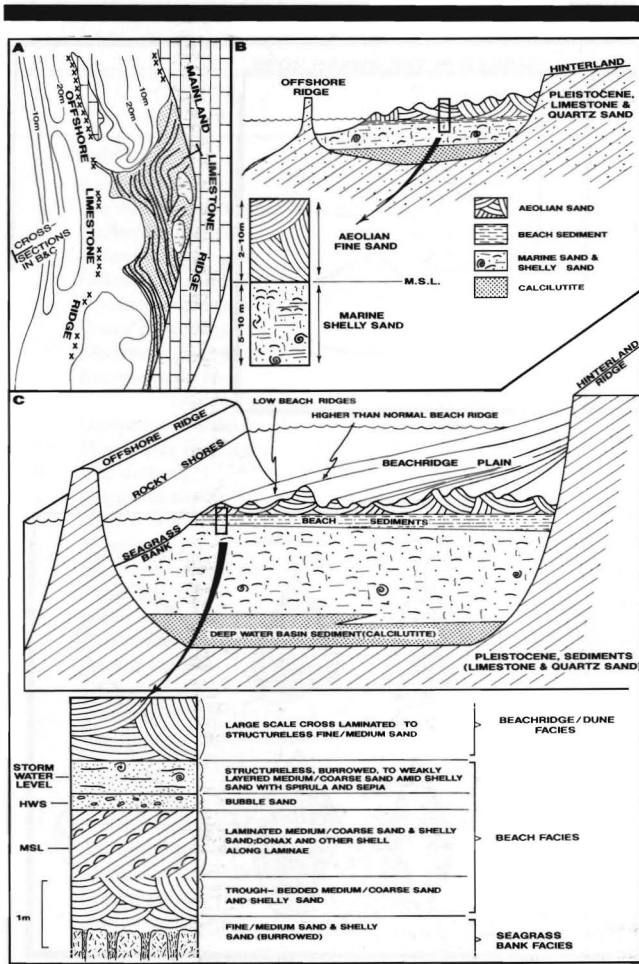 A
10m
20m
OFFSHORE
20m
10m
MAINLAND
LIMESTONE
RIDGE
LIMESTONE
RIDGE
CROSS-
SECTIONS
IN B&C
B
OFFSHORE
RIDGE
HINTERLAND
PLEISTOCENE,
LIMESTONE &
QUARTZ SAND
2–10m
AEOLIAN
FINE SAND
M.S.L.
5–10 m
MARINE
SHELLY SAND
AEOLIAN SAND
BEACH SEDIMENT
MARINE SAND &
SHELLY SAND
CALCILUTITE
C
LOW BEACH RIDGES
HIGHER THAN NORMAL BEACH RIDGE
HINTERLAND
RIDGE
OFFSHORE RIDGE
ROCKY SHORES
BEACHRIDGE PLAIN
BEACH SEDIMENTS
SEAGRASS
BANK
DEEP WATER BASIN SEDIMENT(CALCILUTITE)
PLEISTOCENE, SEDIMENTS
(LIMESTONE & QUARTZ SAND)
LARGE SCALE CROSS LAMINATED TO
STRUCTURELESS FINE/MEDIUM SAND
BEACHRIDGE/DUNE
FACIES
STORM
WATER
LEVEL
STRUCTURELESS, BURROWED, TO WEAKLY
LAYERED MEDIUM/COARSE SAND AMID SHELLY
SAND WITH SPIRULA AND SEPIA
HWS
BUBBLE SAND
MSL
LAMINATED MEDIUM/COARSE SAND & SHELLY
SAND;DONAX AND OTHER SHELL
ALONG LAMINAE
BEACH FACIES
TROUGH– BEDDED MEDIUM/COARSE SAND
AND SHELLY SAND
1m
FINE/MEDIUM SAND & SHELLY
SAND (BURROWED)
SEAGRASS
BANK FACIES